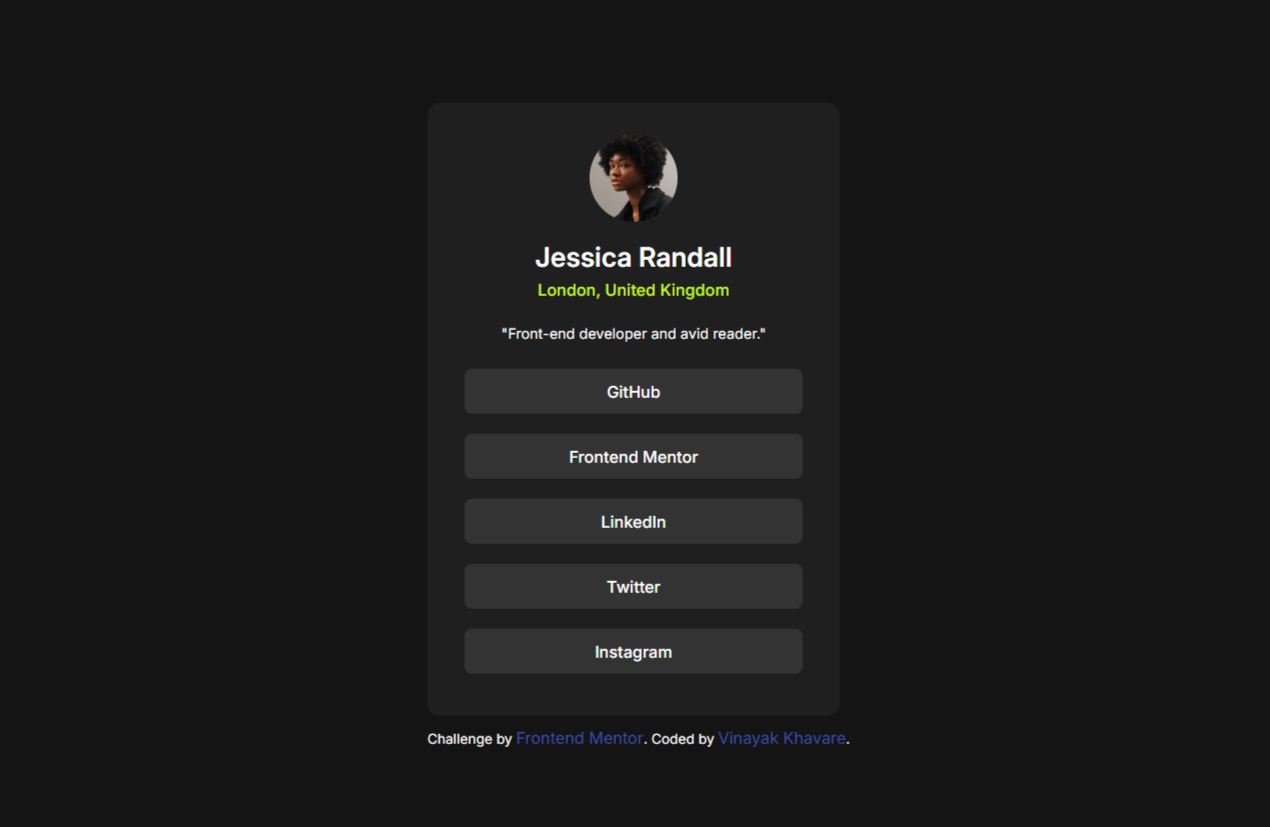 Jessica Randall
London, United Kingdom
"Front-end developer and avid reader."
GitHub
Frontend Mentor
LinkedIn
Twitter
Instagram
Challenge by Frontend Mentor. Coded by Vinayak Khavare.